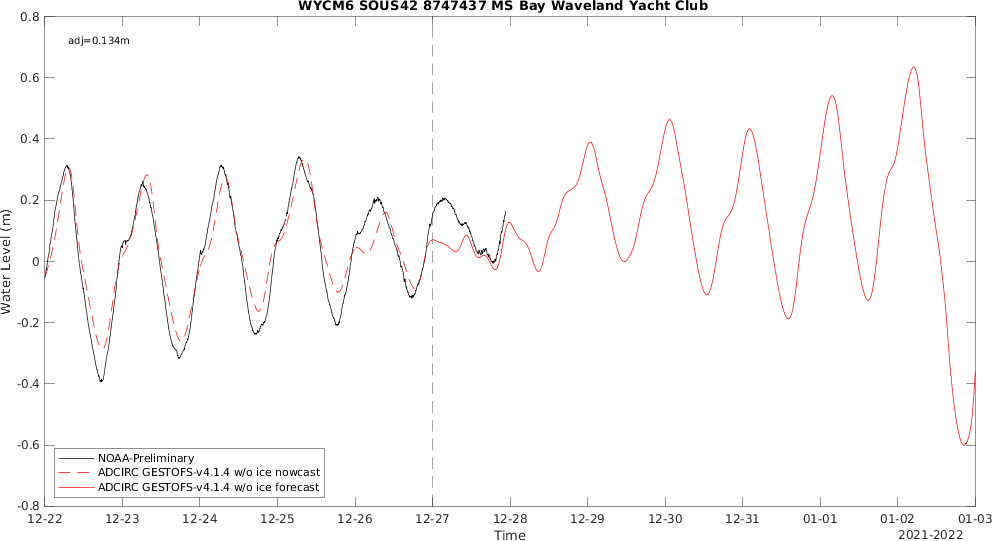 WYCM6 SOUS42 8747437 MS Bay Waveland Yacht Club
adj=0.134m
0.8
0.6
0.4
0.2
0
-0.2
-0.4
-0.6
-0.8
Water Level (m)
NOAA-Preliminary
ADCIRC GESTOFS-v4.1.4 w/o ice nowcast
ADCIRC GESTOFS-v4.1.4 w/o ice forecast
12-22 12-23 12-24 12-25 12-26 12-27 12-28 12-29 12-30 12-31 01-01 01-02 01-03
Time
2021-2022